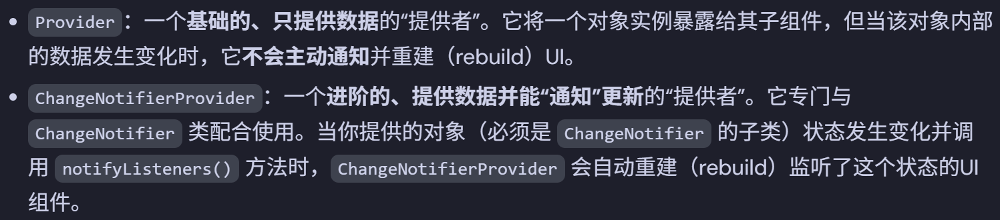 • Provider：一个基础的、只提供数据的“提供者”。它将一个对象实例暴露给其子组件，但当该对象内部
的数据发生变化时，它不会主动通知并重建（rebuild）UI。
• ChangeNotifierProvider：一个进阶的、提供数据并能“通知”更新的“提供者”。它专门与
ChangeNotifier 类配合使用。当你提供的对象（必须是 ChangeNotifier 的子类）状态发生变化并调
用 notifyListeners() 方法时，ChangeNotifierProvider 会自动重建（rebuild）监听了这个状态的UI
组件。